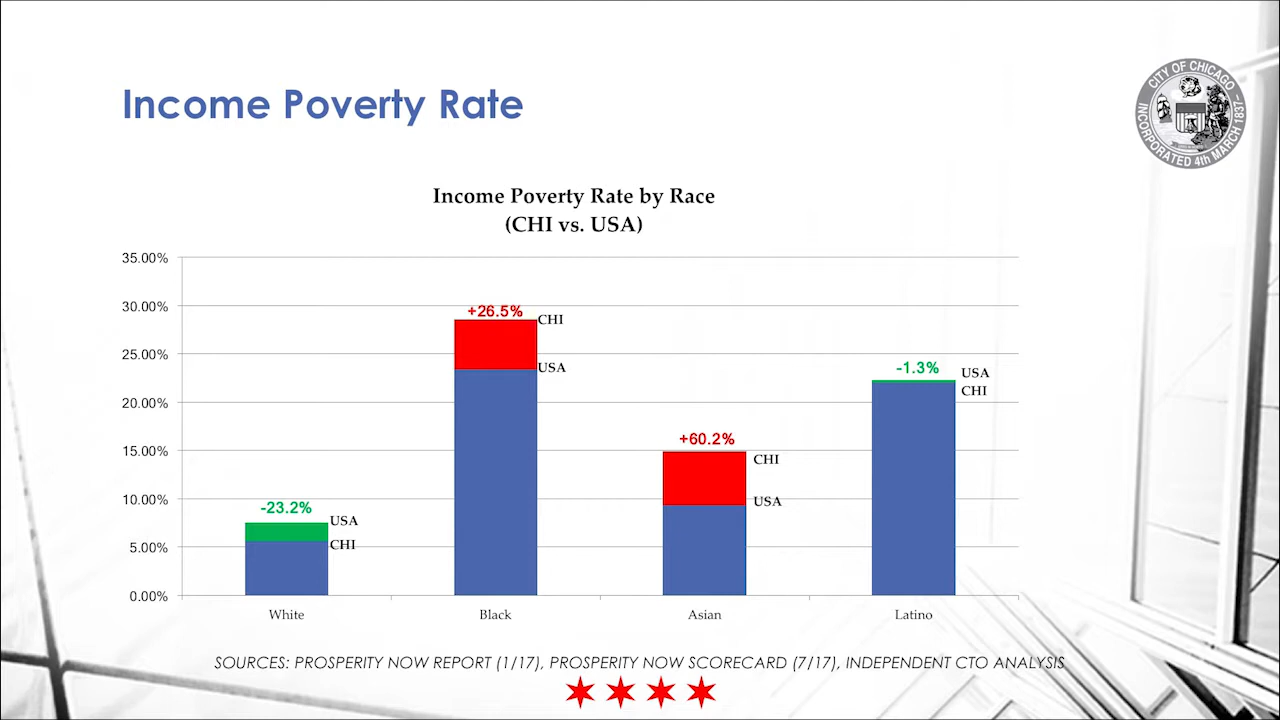 Income Poverty Rate
CITY OF CHICAGO
INCORPORATED 4th MARCH 1837
Income Poverty Rate by Race
(CHI vs. USA)
35.00%
30.00%
25.00%
20.00%
15.00%
10.00%
5.00%
0.00%
-23.2%
USA
CHI
+26.5%
CHI
USA
+60.2%
CHI
USA
-1.3%
USA
CHI
White
Black
Asian
Latino
SOURCES: PROSPERITY NOW REPORT (1/17), PROSPERITY NOW SCORECARD (7/17), INDEPENDENT CTO ANALYSIS